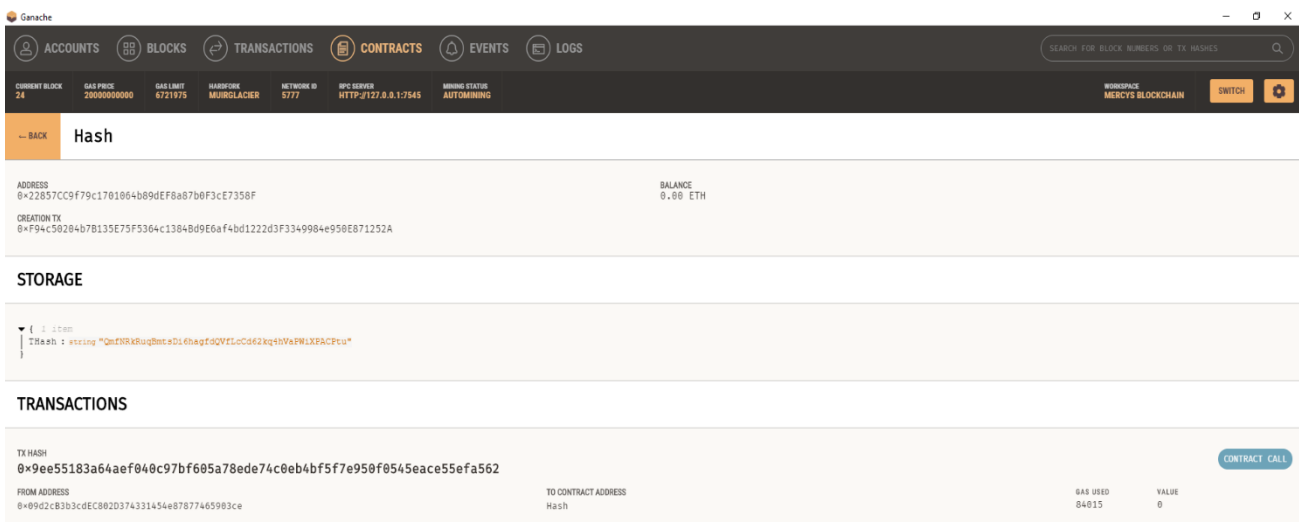 Ganache
ACCOUNTS BLOCKS TRANSACTIONS CONTRACTS EVENTS LOGS SEARCH FOR BLOCK NUMBERS OR TX HASHES
CURRENT BLOCK GAS PRICE GAS LIMIT HARDFORK NETWORK ID RPC SERVER MINING STATUS WORKSPACE
24 20000000000 6721975 MUIRGLACIER 5777 HTTP://127.0.0.1:7545 AUTOMINING MERCYS BLOCKCHAIN SWITCH
← BACK Hash
ADDRESS BALANCE
0×22857CC9f79c1701064b89dEF8a87b0F3cE7358F 0.00 ETH
CREATION TX
0×F94c50204b7B135E75F5364c1384Bd9E6af4bd1222d3F3349984e950E871252A
STORAGE
▼ { 1 item
THash : string "QmfNRkRuqBmtsDi6hagfdQVfLcCd62kq4hVaPWiXPACPtu"
}
TRANSACTIONS
TX HASH
0×9ee55183a64aef040c97bf605a78ede74c0eb4bf5f7e950f0545eace55efa562 CONTRACT CALL
FROM ADDRESS TO CONTRACT ADDRESS GAS USED VALUE
0×09d2cB3b3cdEC802D374331454e87877465903ce Hash 84015 0